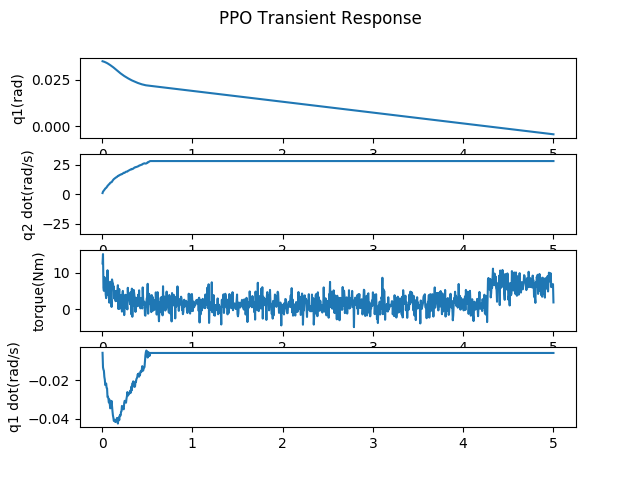 PPO Transient Response
q1(rad)
0.025
0.000
0 1 2 3 4 5
q2 dot(rad/s)
25
0
−25
0 1 2 3 4 5
torque(Nm)
10
0
0 1 2 3 4 5
q1 dot(rad/s)
−0.02
−0.04
0 1 2 3 4 5